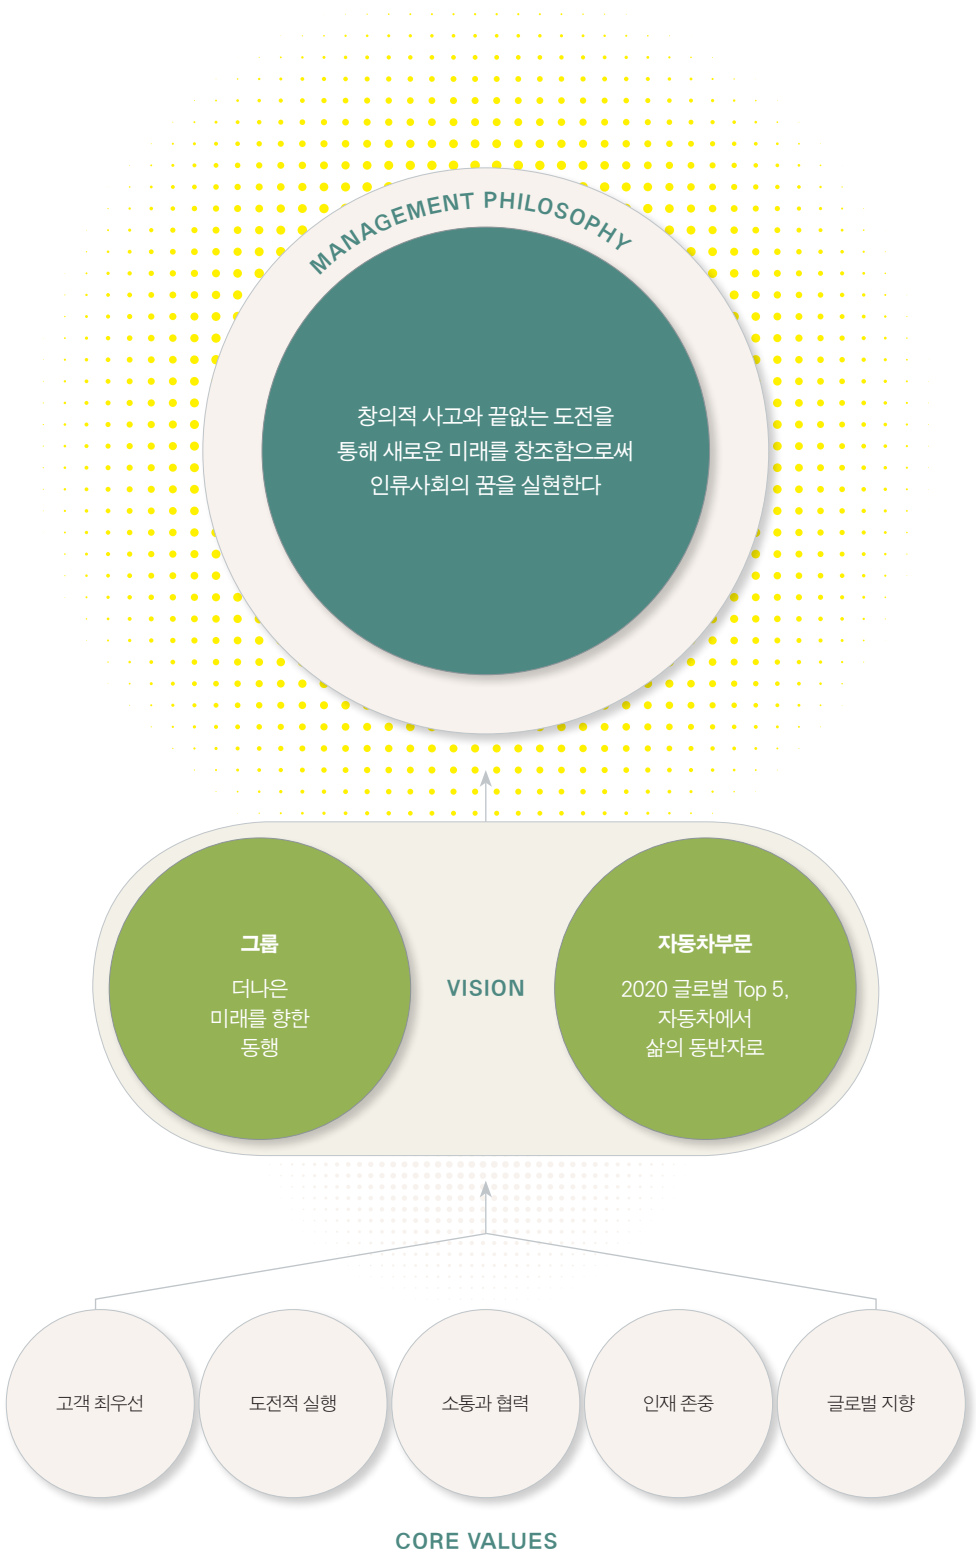 MANAGEMENT PHILOSOPHY
창의적 사고와 끝없는 도전을
통해 새로운 미래를 창조함으로써
인류사회의 꿈을 실현한다
그룹
더나은
미래를 향한
동행
VISION
자동차부문
2020 글로벌 Top 5,
자동차에서
삶의 동반자로
고객 최우선
도전적 실행
소통과 협력
인재 존중
글로벌 지향
CORE VALUES